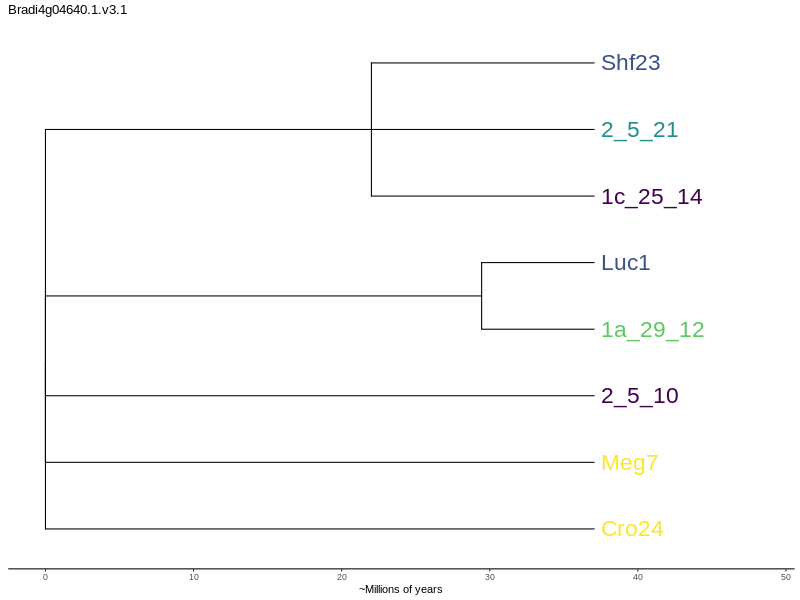 Bradi4g04640.1.v3.1
Shf23
2_5_21
1c_25_14
Luc1
1a_29_12
2_5_10
Meg7
Cro24
0 10 20 30 40 50
~Millions of years